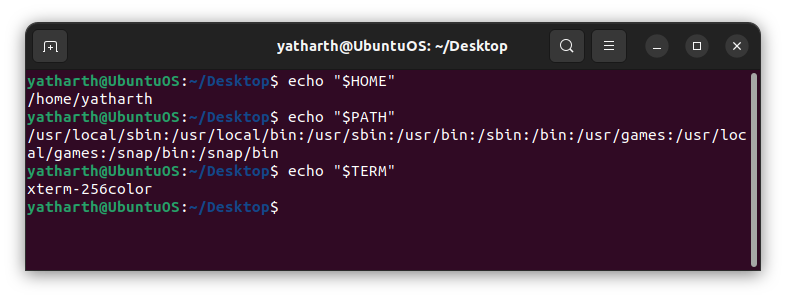 yatharth@UbuntuOS: ~/Desktop
yatharth@UbuntuOS:~/Desktop$ echo "$HOME"
/home/yatharth
yatharth@UbuntuOS:~/Desktop$ echo "$PATH"
/usr/local/sbin:/usr/local/bin:/usr/sbin:/usr/bin:/sbin:/bin:/usr/games:/usr/loc
al/games:/snap/bin:/snap/bin
yatharth@UbuntuOS:~/Desktop$ echo "$TERM"
xterm-256color
yatharth@UbuntuOS:~/Desktop$